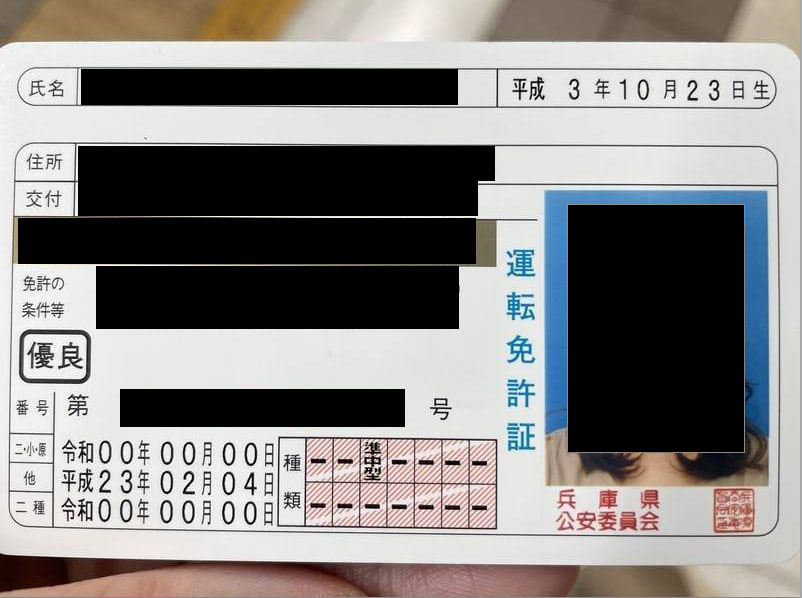 氏名 平成 3年10月23日生
住所
交付
免許の
条件等
優良
番号 第 号
二・小・原 令和00年00月00日
他 平成23年02月04日
二種 令和00年00月00日
種類
－ － 準中型 － － － －
－ － － － － － －
運転免許証
兵庫県
公安委員会